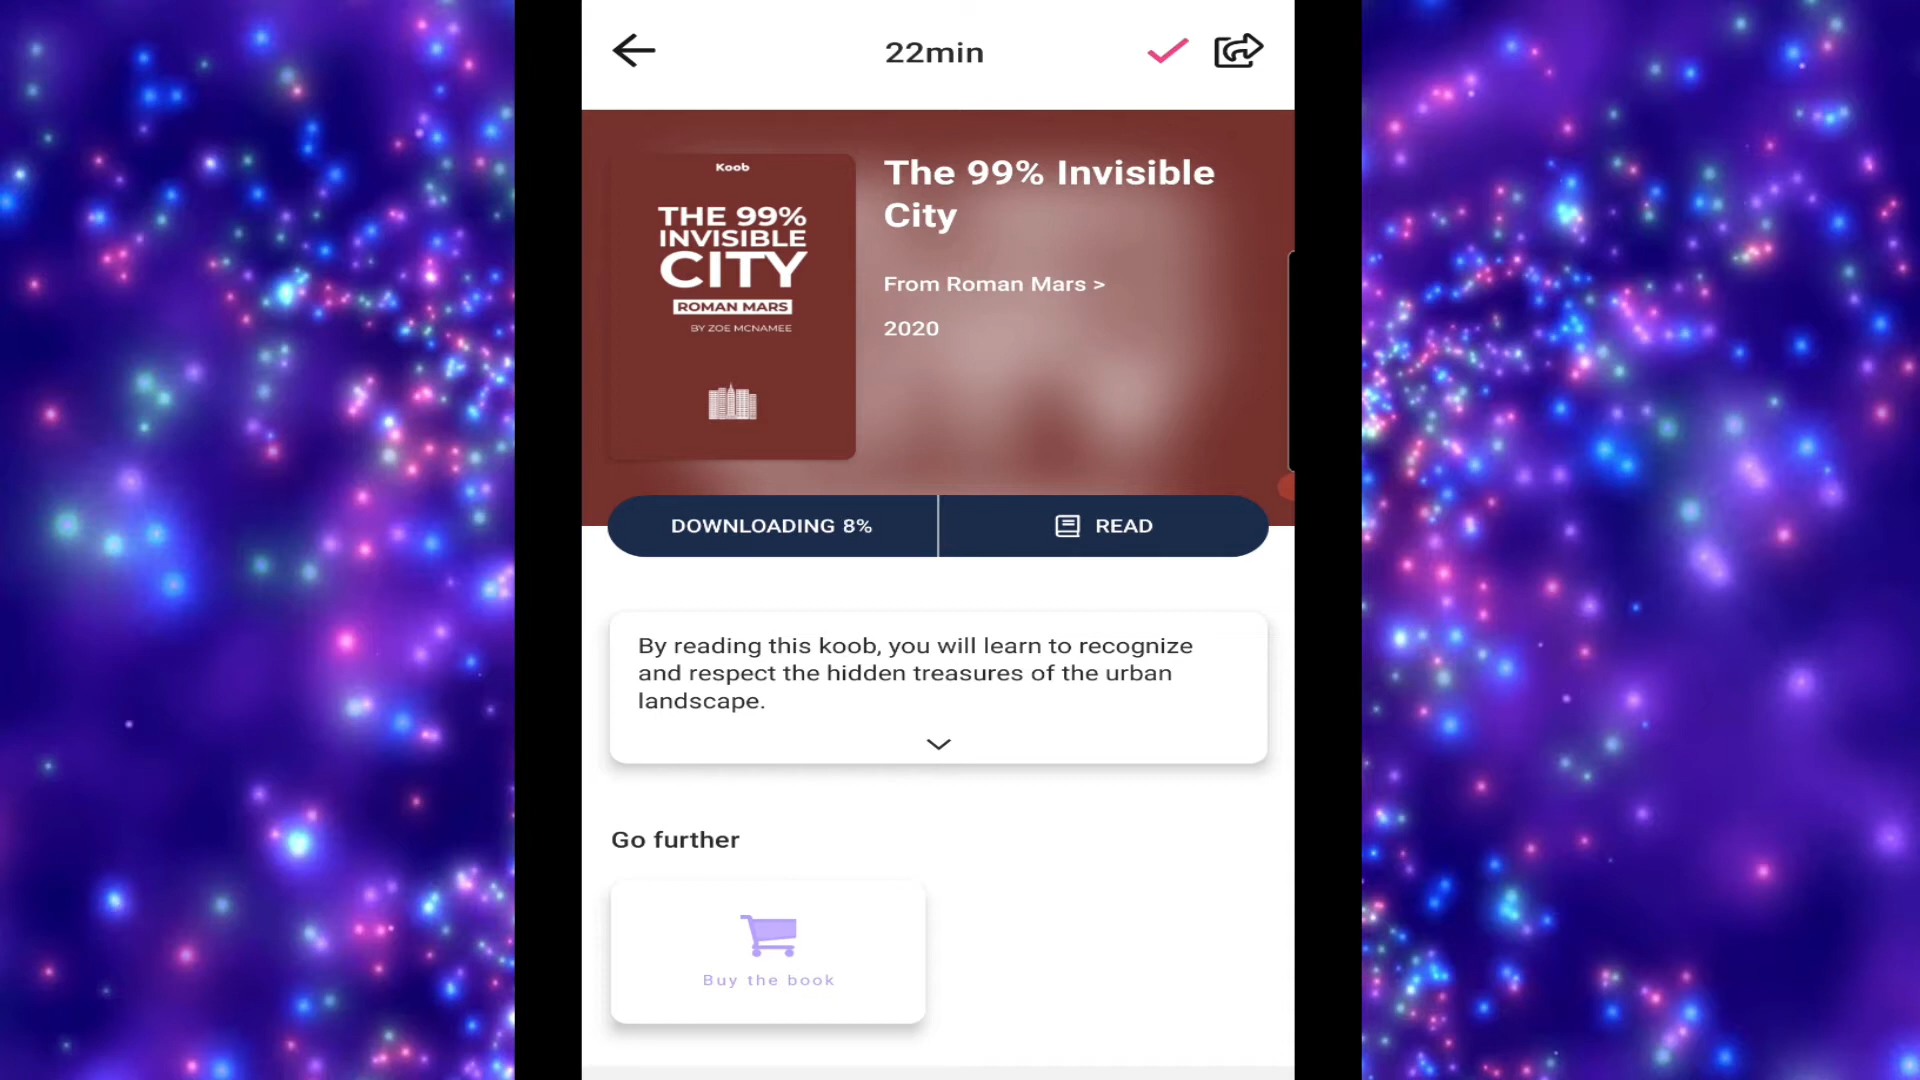 22min
Koob
THE 99%
INVISIBLE
CITY
ROMAN MARS
BY ZOE MCNAMEE
The 99% Invisible
City
From Roman Mars >
2020
DOWNLOADING 8%
READ
By reading this koob, you will learn to recognize
and respect the hidden treasures of the urban
landscape.
Go further
Buy the book